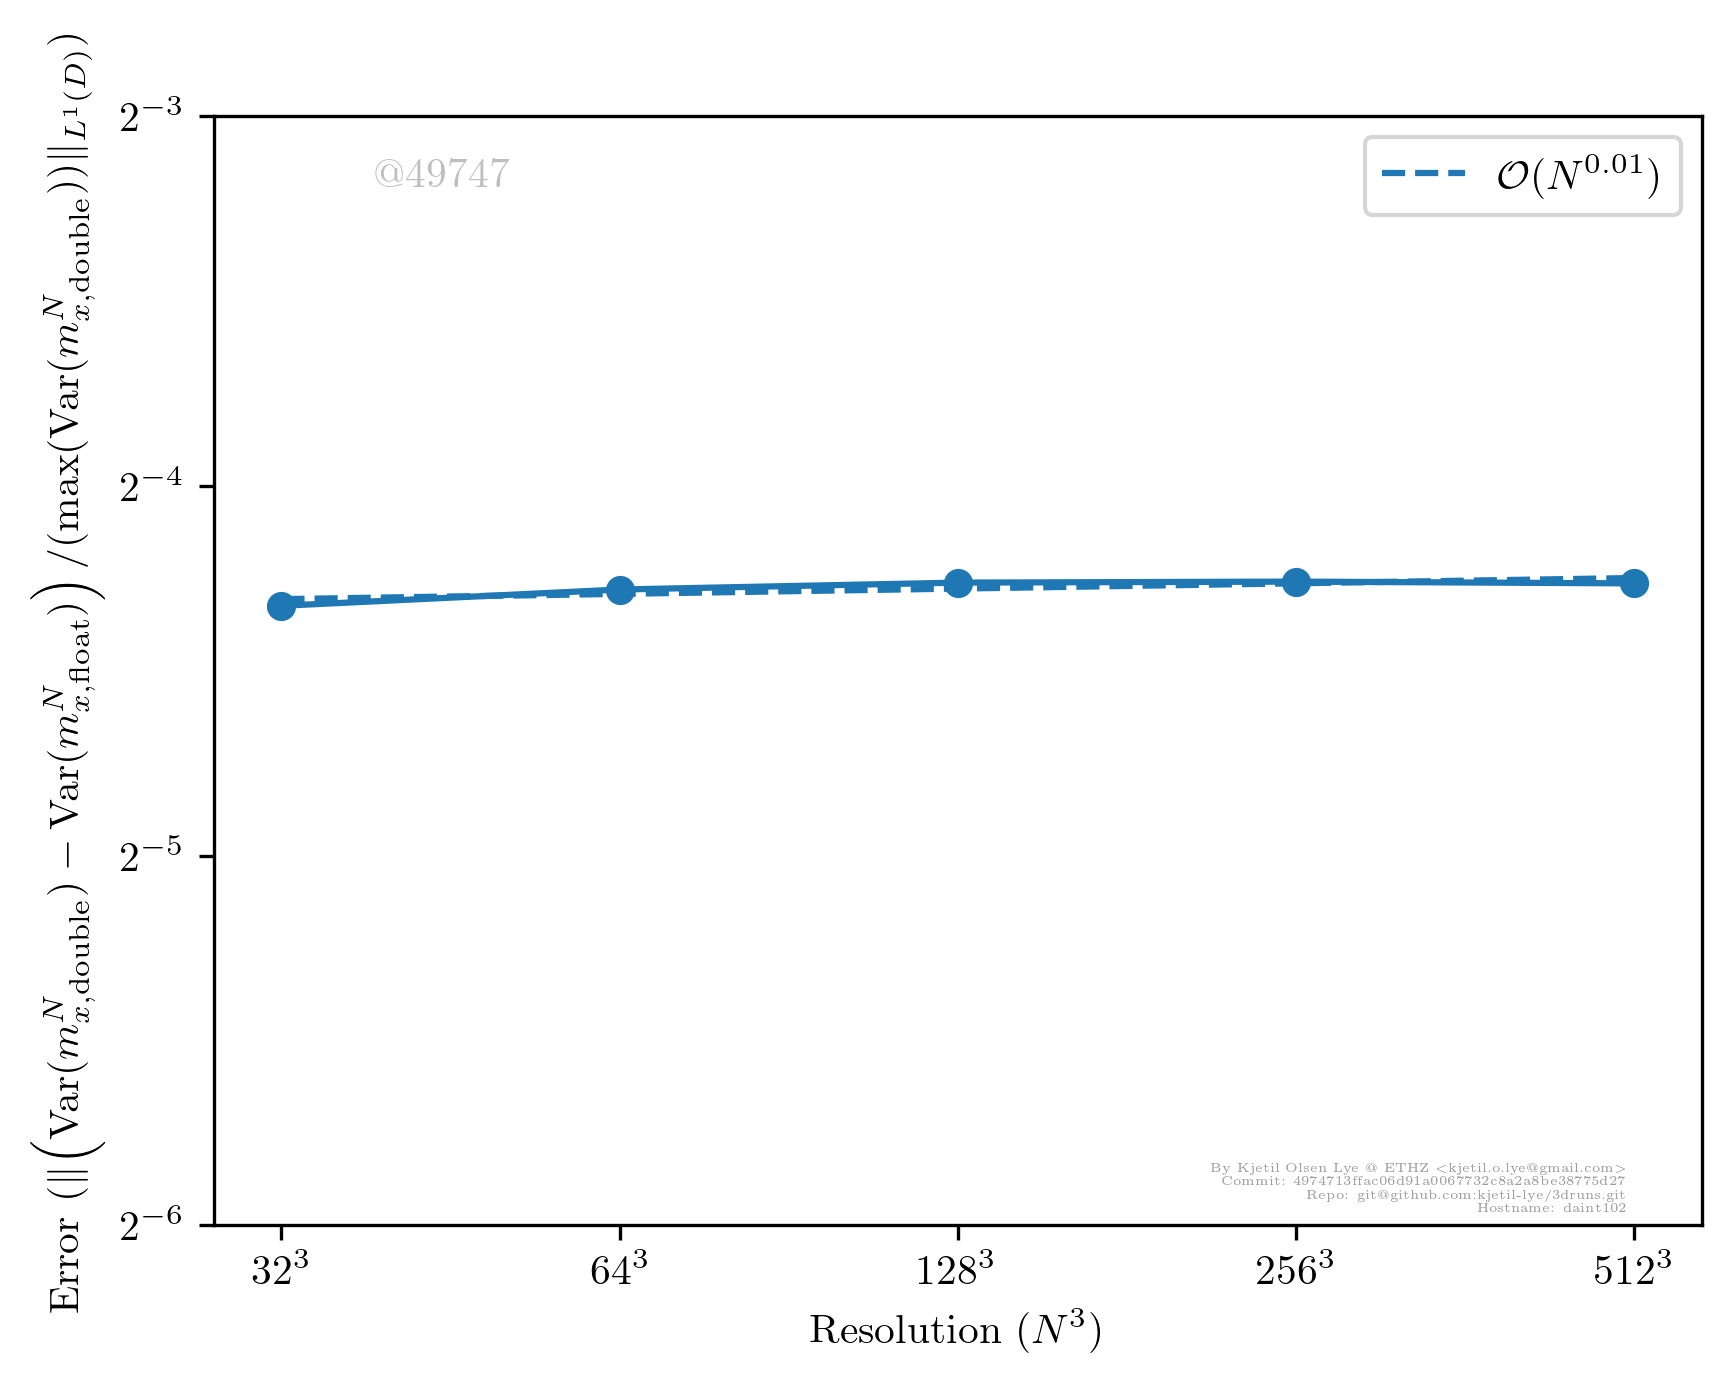 Error (‖(Var(m^N_{x,double}) − Var(m^N_{x,float}))/(max(Var(m^N_{x,double}))‖_{L^1(D)})
2^{−3}
2^{−4}
2^{−5}
2^{−6}
@49747
O(N^{0.01})
By Kjetil Olsen Lye @ ETHZ <kjetil.o.lye@gmail.com>
Commit: 4974713ffac06d91a0067732c8a2a8be38775d27
Repo: git@github.com:kjetil-lye/3druns.git
Hostname: daint102
32^3 64^3 128^3 256^3 512^3
Resolution (N^3)